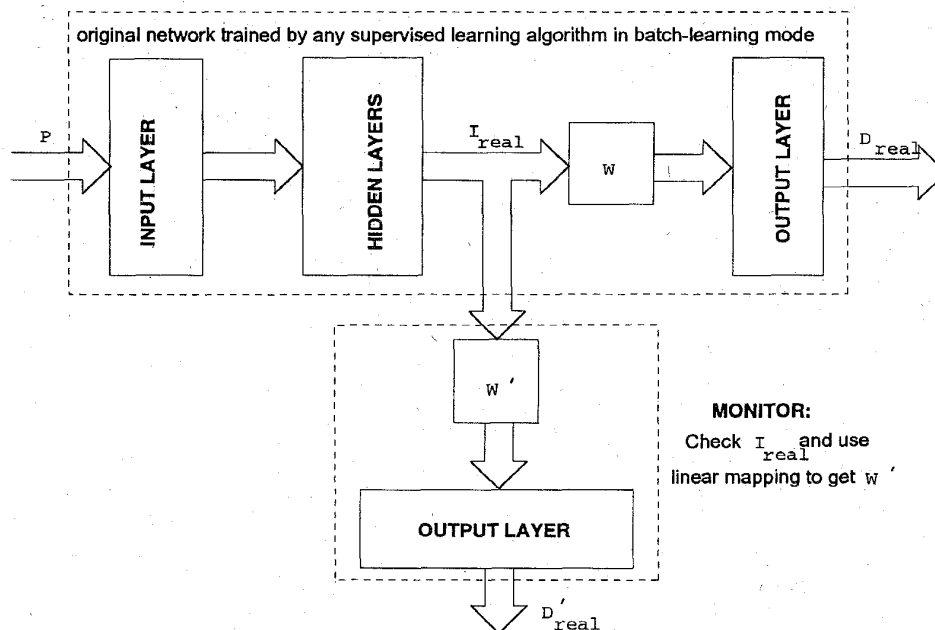 original network trained by any supervised learning algorithm in batch-learning mode
P
INPUT LAYER
HIDDEN LAYERS
I real
W
OUTPUT LAYER
D real
W '
MONITOR:
Check I real and use
linear mapping to get W '
OUTPUT LAYER
D ' real